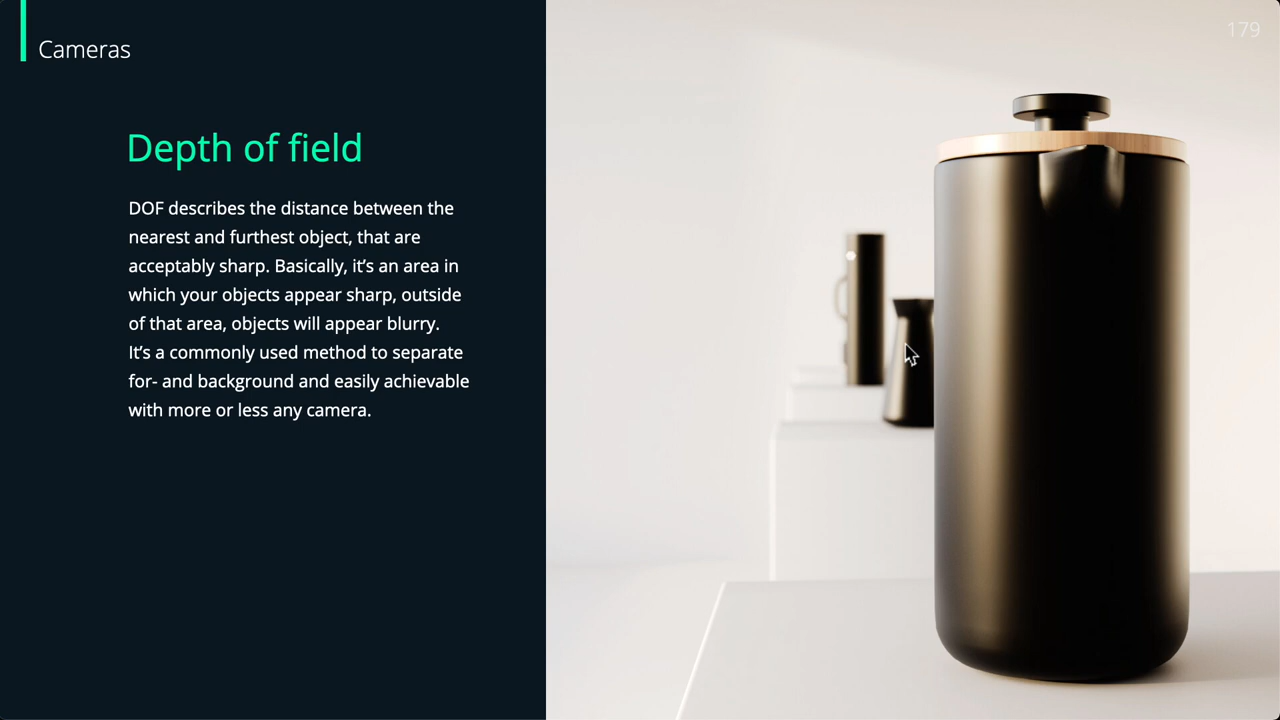 Cameras
179
Depth of field
DOF describes the distance between the
nearest and furthest object, that are
acceptably sharp. Basically, it’s an area in
which your objects appear sharp, outside
of that area, objects will appear blurry.
It’s a commonly used method to separate
for- and background and easily achievable
with more or less any camera.